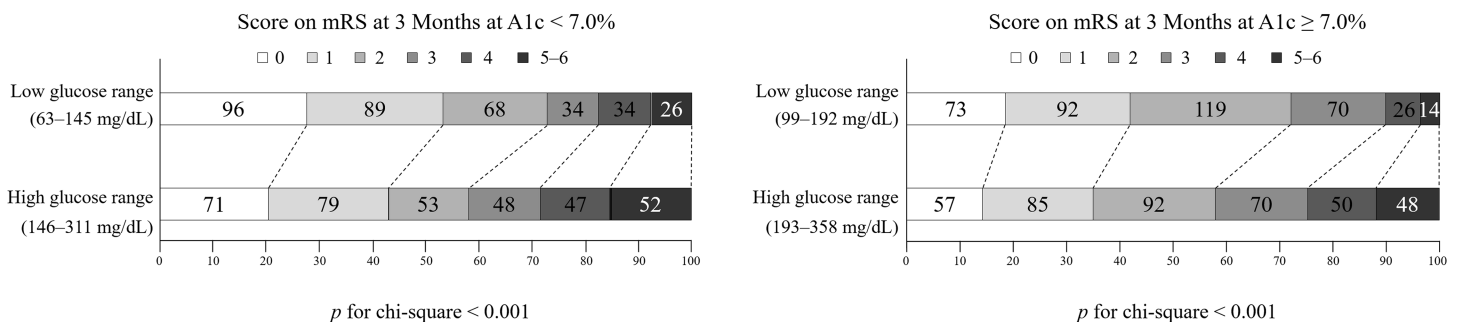 Score on mRS at 3 Months at A1c < 7.0%
0 1 2 3 4 5–6
Low glucose range
(63–145 mg/dL)
96 89 68 34 34 26
High glucose range
(146–311 mg/dL)
71 79 53 48 47 52
0 10 20 30 40 50 60 70 80 90 100
p for chi-square < 0.001
Score on mRS at 3 Months at A1c ≥ 7.0%
0 1 2 3 4 5–6
Low glucose range
(99–192 mg/dL)
73 92 119 70 26 14
High glucose range
(193–358 mg/dL)
57 85 92 70 50 48
0 10 20 30 40 50 60 70 80 90 100
p for chi-square < 0.001